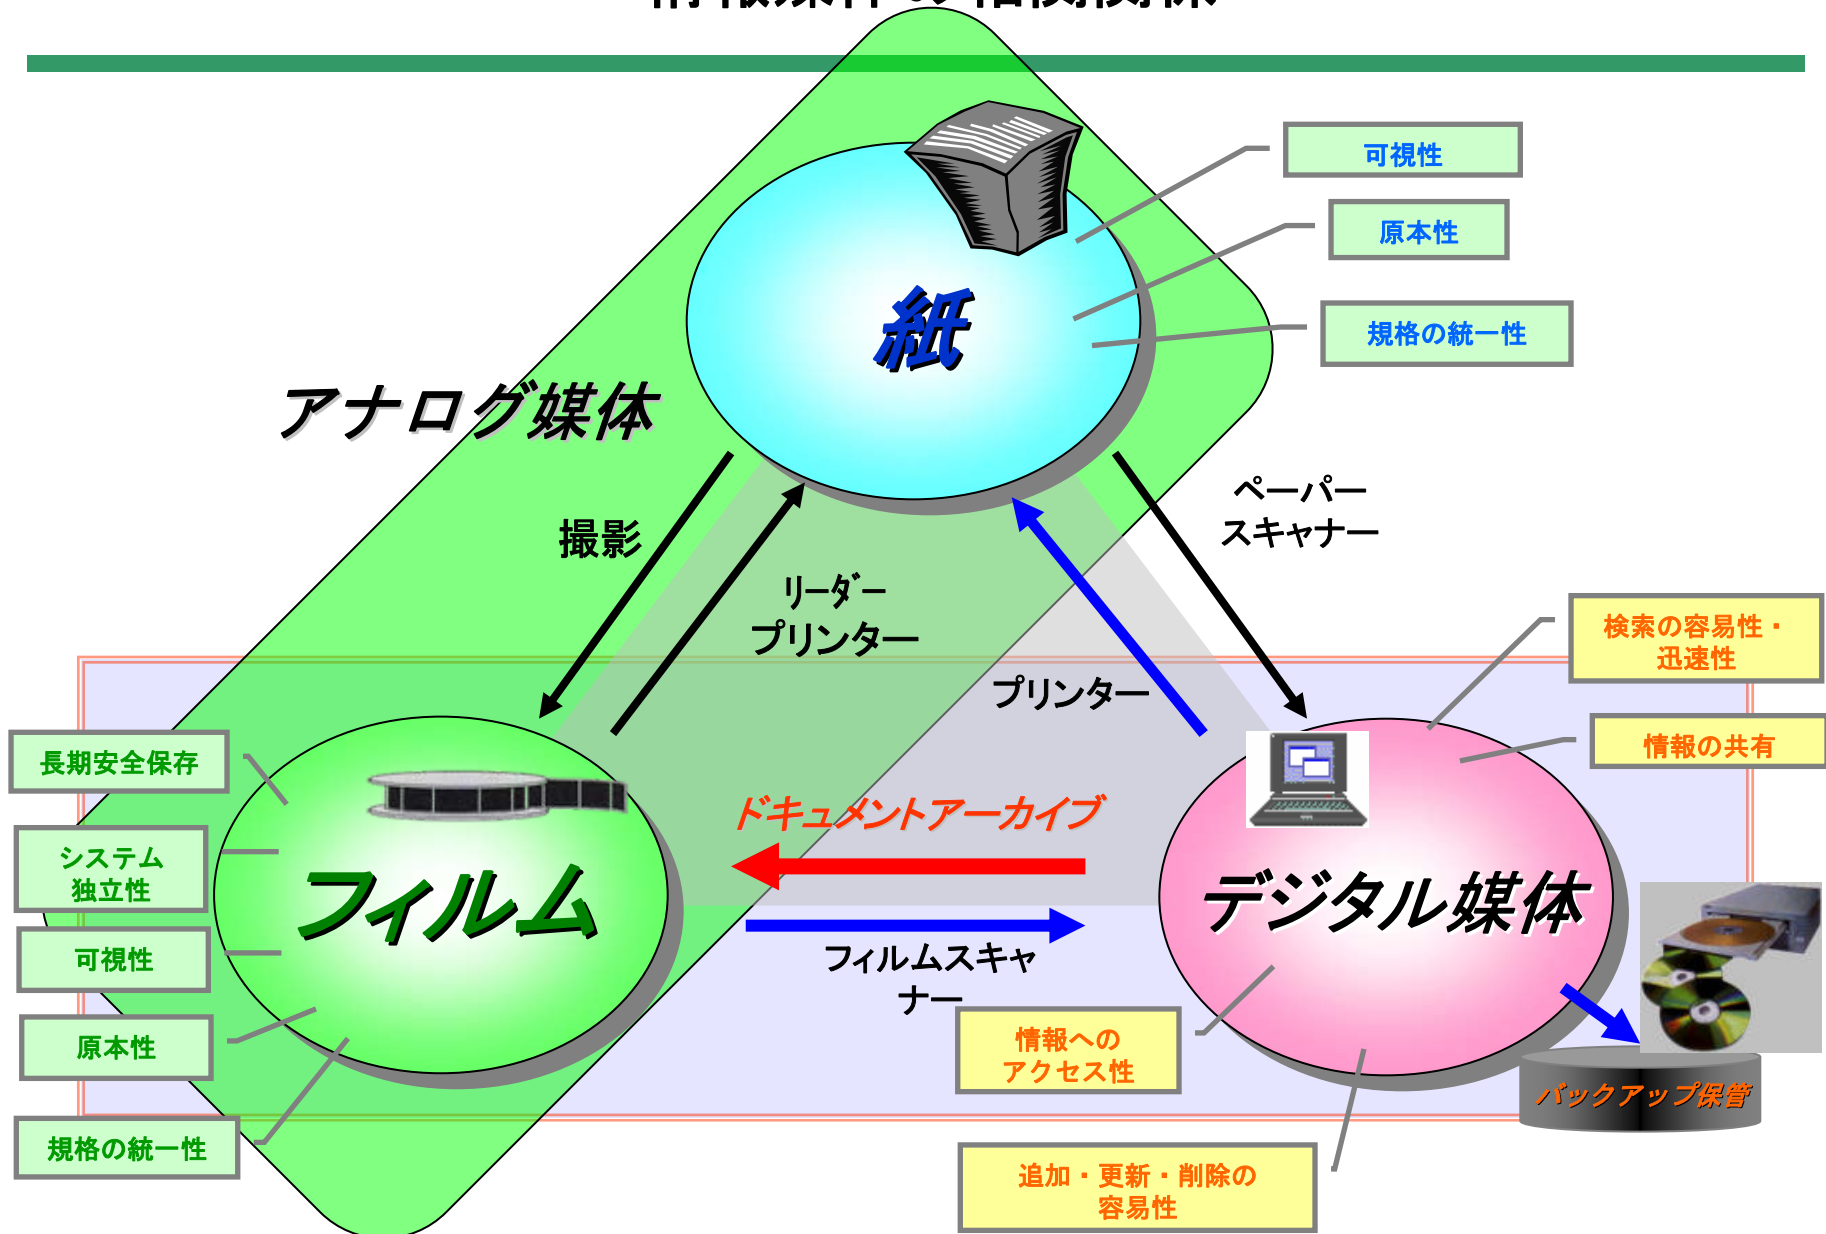 可視性
原本性
規格の統一性
紙
アナログ媒体
撮影
リーダー
プリンター
ペーパー
スキャナー
プリンター
検索の容易性・
迅速性
情報の共有
長期安全保存
システム
独立性
可視性
原本性
規格の統一性
フィルム
ドキュメントアーカイブ
フィルムスキャ
ナー
デジタル媒体
情報への
アクセス性
追加・更新・削除の
容易性
バックアップ保管